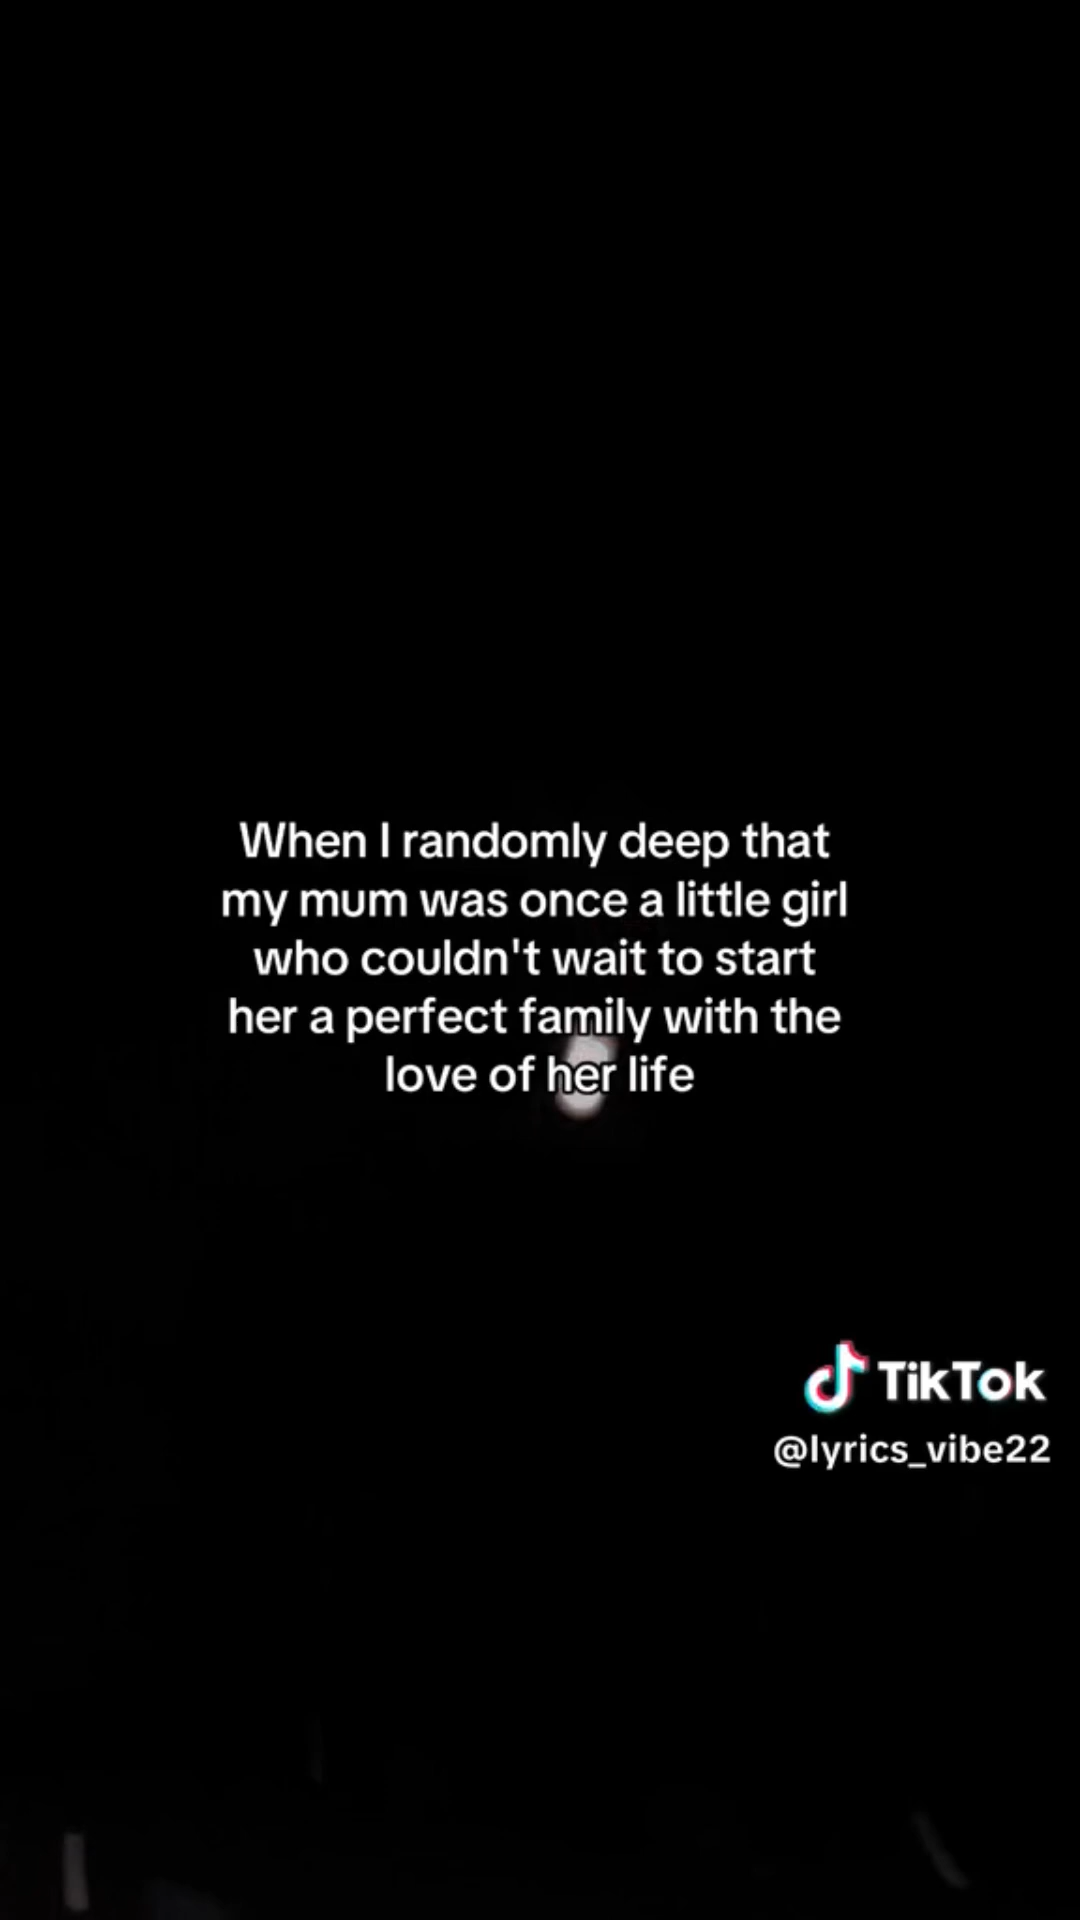 When I randomly deep that
my mum was once a little girl
who couldn't wait to start
her a perfect family with the
love of her life
TikTok
@lyrics_vibe22